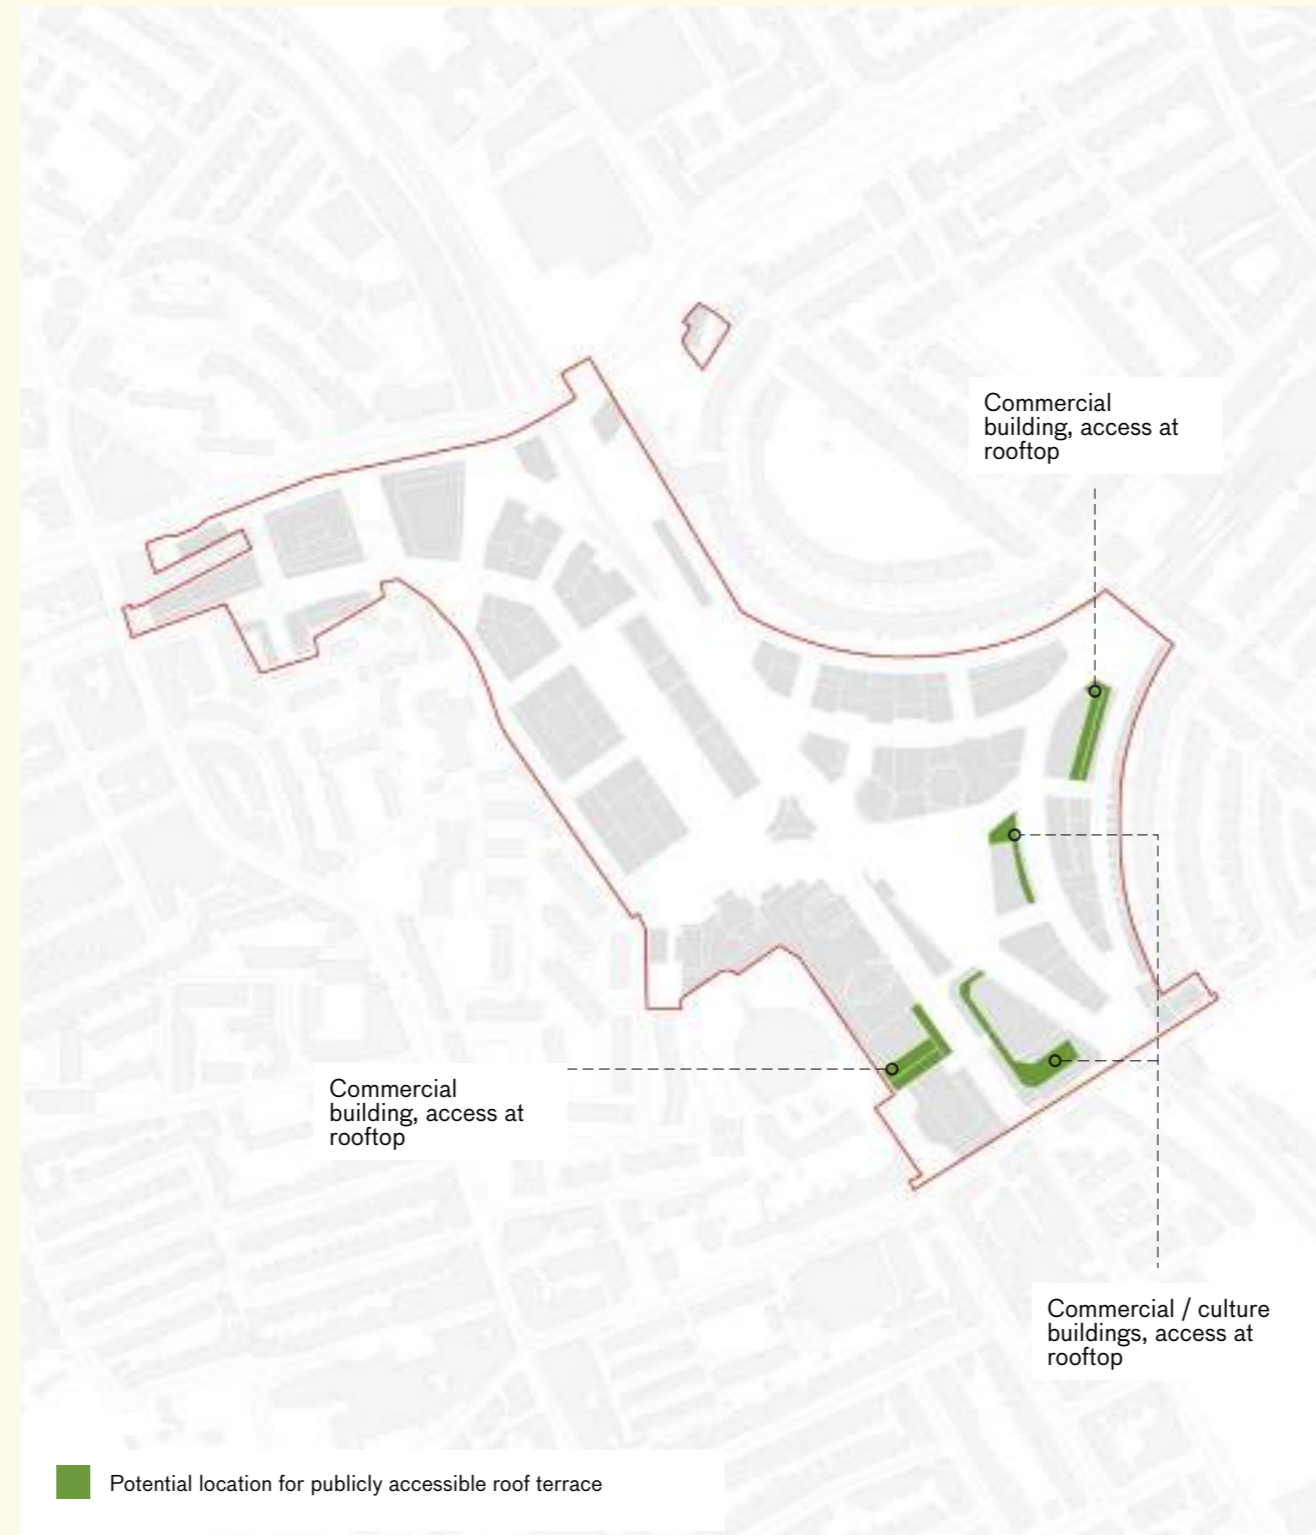 Commercial
building, access at
rooftop
Commercial
building, access at
rooftop
Commercial / culture
buildings, access at
rooftop
Potential location for publicly accessible roof terrace